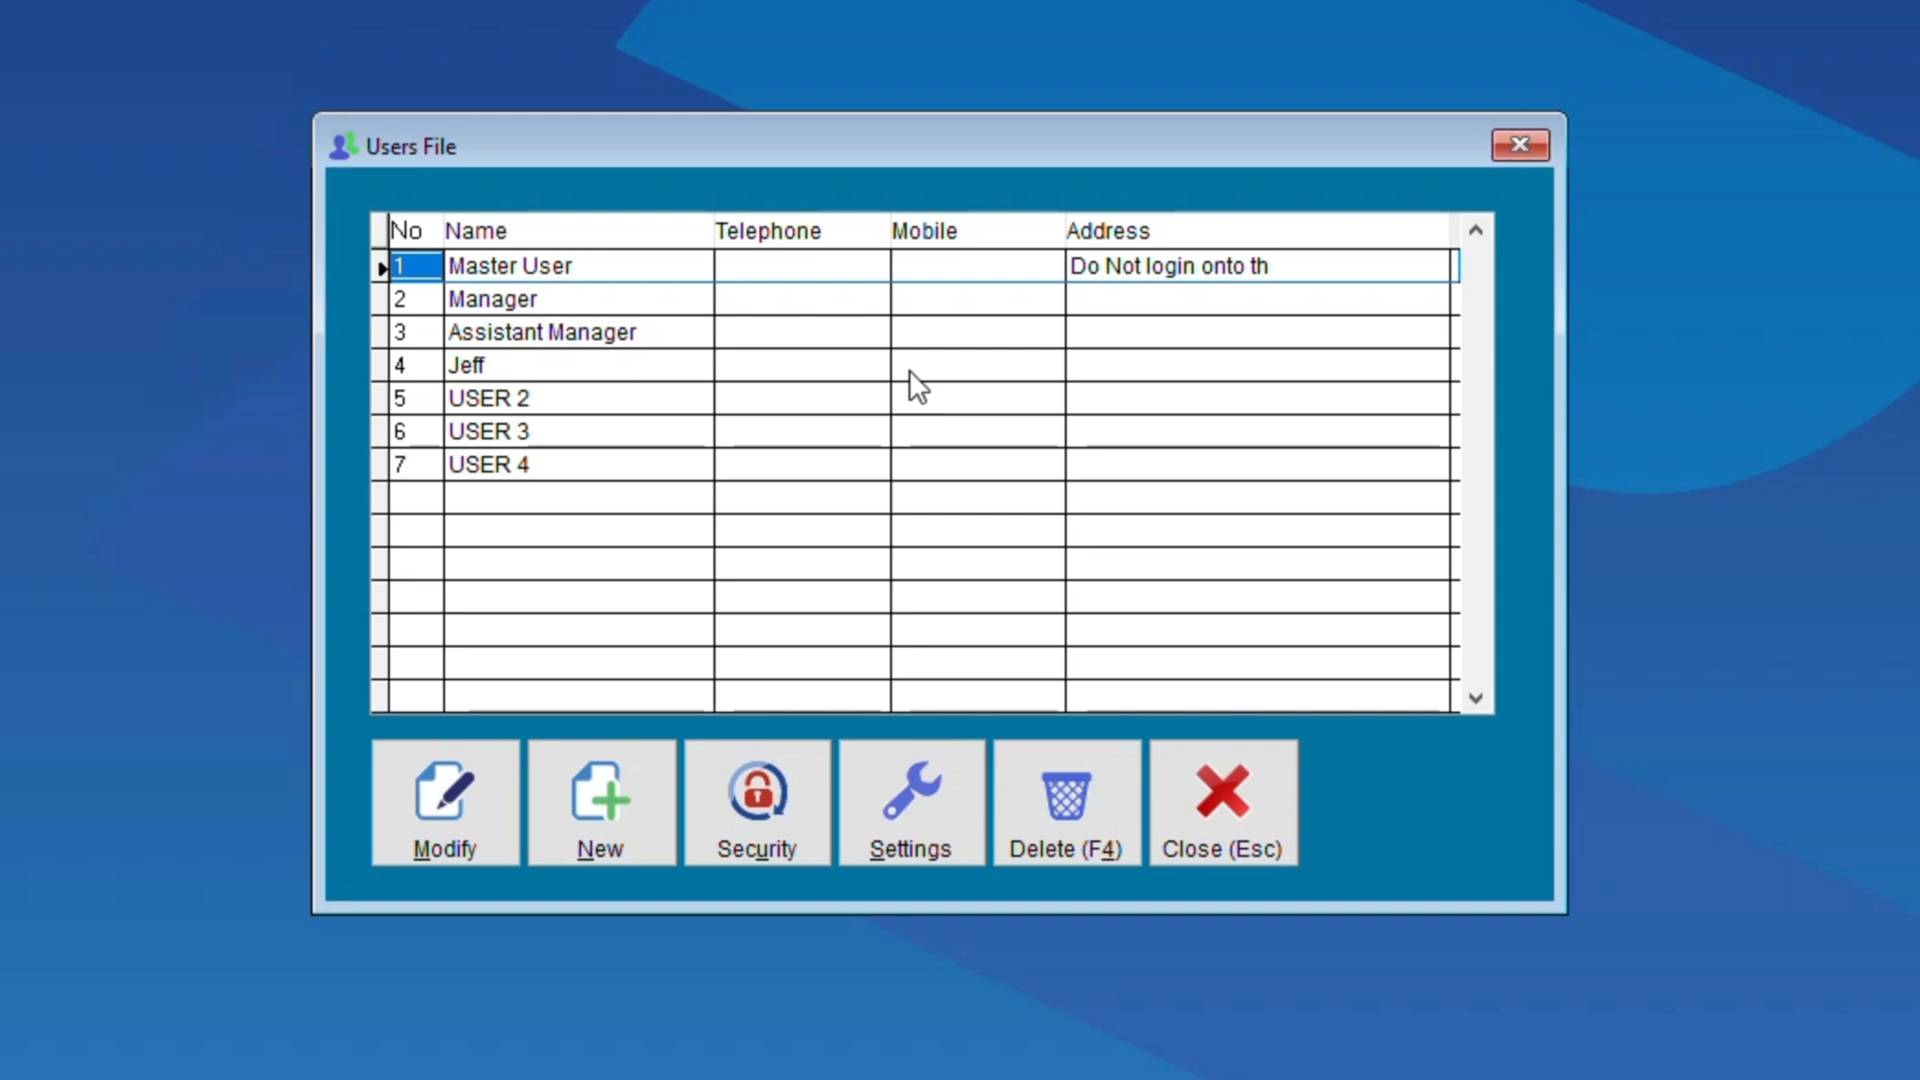 Users File
No Name Telephone Mobile Address
1 Master User Do Not login onto th
2 Manager
3 Assistant Manager
4 Jeff
5 USER 2
6 USER 3
7 USER 4
Modify New Security Settings Delete (F4) Close (Esc)